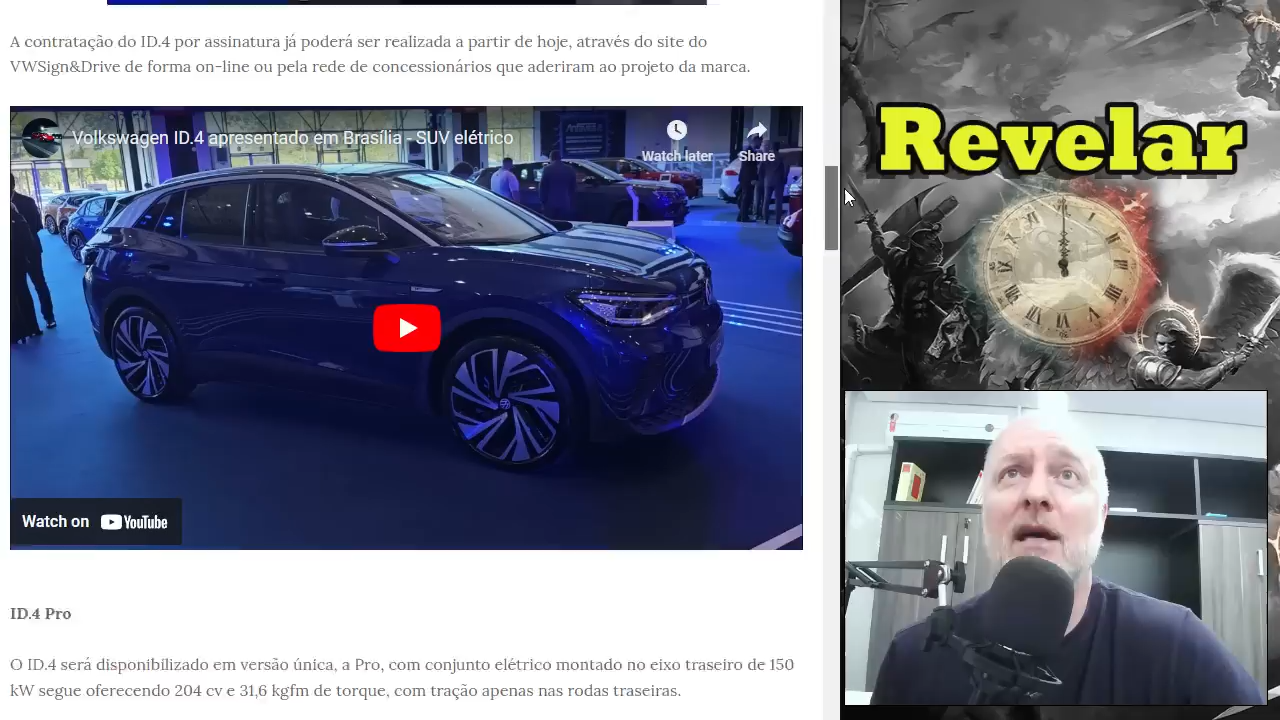 A contratação do ID.4 por assinatura já poderá ser realizada a partir de hoje, através do site do
VWSign&Drive de forma on-line ou pela rede de concessionários que aderiram ao projeto da marca.
Volkswagen ID.4 apresentado em Brasília - SUV elétrico
Watch later
Share
Watch on YouTube
ID.4 Pro
O ID.4 será disponibilizado em versão única, a Pro, com conjunto elétrico montado no eixo traseiro de 150
kW segue oferecendo 204 cv e 31,6 kgfm de torque, com tração apenas nas rodas traseiras.
Revelar